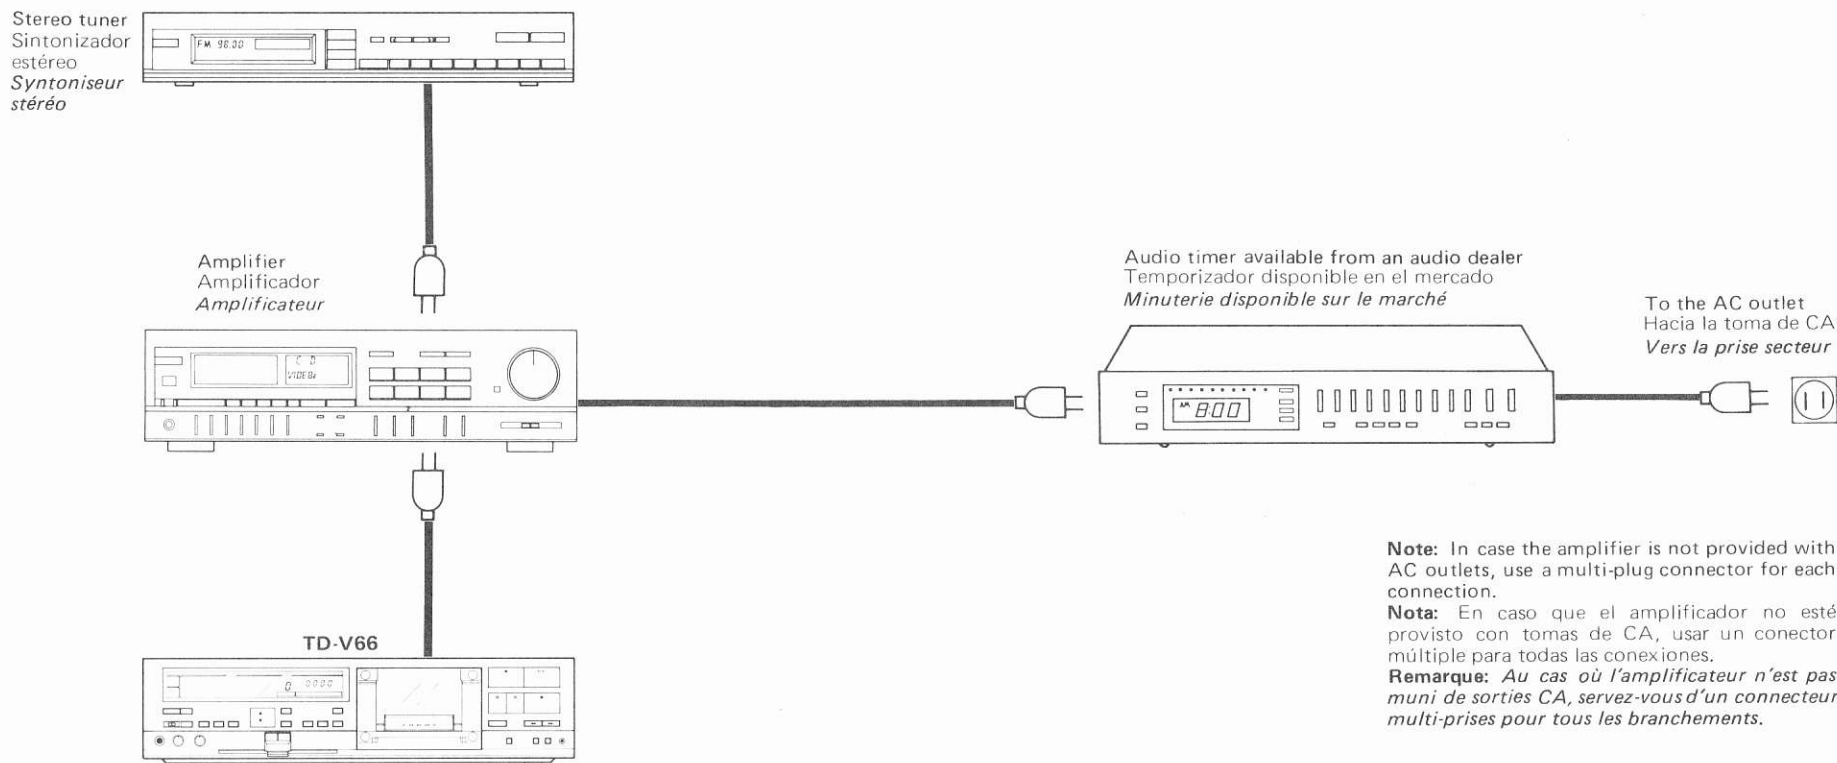 Stereo tuner
Sintonizador
estéreo
Syntoniseur
stéréo
FM 98.00
Amplifier
Amplificador
Amplificateur
C D
VIDEO
Audio timer available from an audio dealer
Temporizador disponible en el mercado
Minuterie disponible sur le marché
AM 8:00
To the AC outlet
Hacia la toma de CA
Vers la prise secteur
Note: In case the amplifier is not provided with
AC outlets, use a multi-plug connector for each
connection.
Nota: En caso que el amplificador no esté
provisto con tomas de CA, usar un conector
múltiple para todas las conexiones.
Remarque: Au cas où l'amplificateur n'est pas
muni de sorties CA, servez-vous d'un connecteur
multi-prises pour tous les branchements.
TD-V66
0 0000